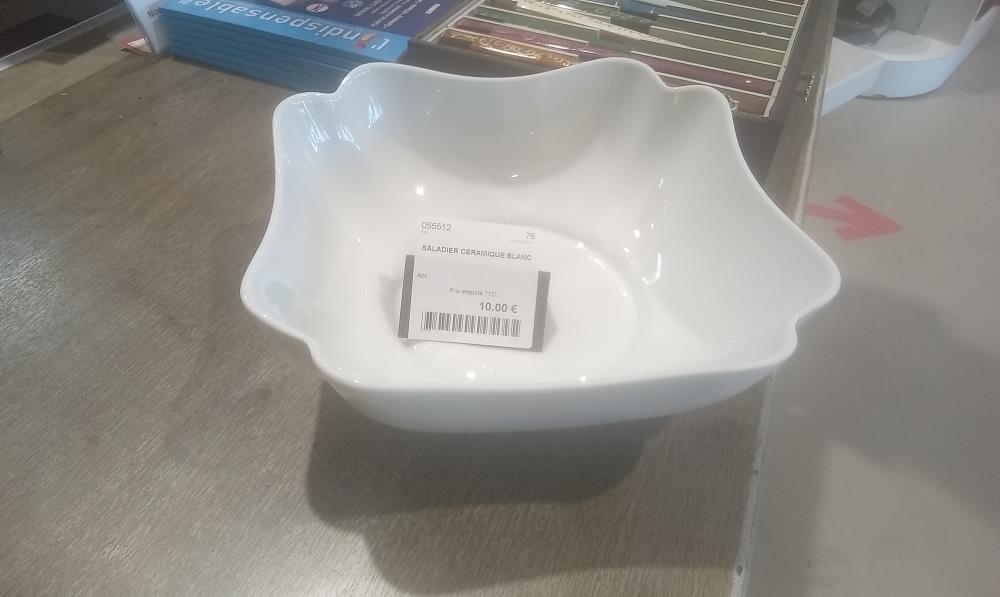 l'indispensable
055512 76
SALADIER CERAMIQUE BLANC
Acc :
Prix emporté TTC
10.00 €